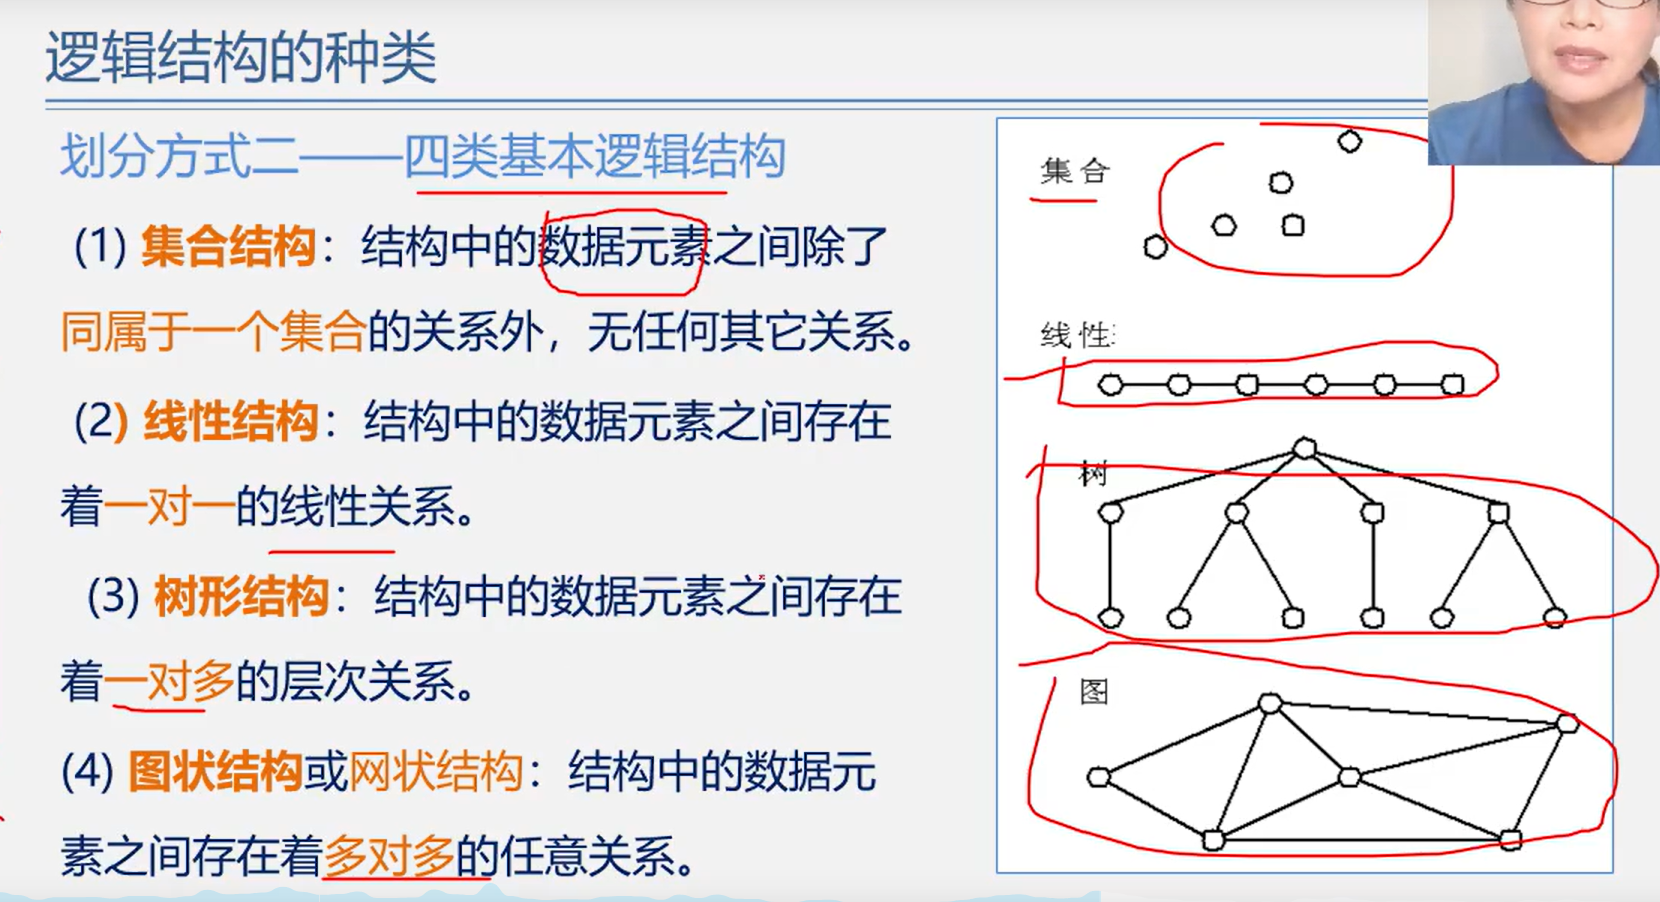 逻辑结构的种类
划分方式二——四类基本逻辑结构
(1) 集合结构：结构中的数据元素之间除了
同属于一个集合的关系外，无任何其它关系。
(2) 线性结构：结构中的数据元素之间存在
着一对一的线性关系。
(3) 树形结构：结构中的数据元素之间存在
着一对多的层次关系。
(4) 图状结构或网状结构：结构中的数据元
素之间存在着多对多的任意关系。
集合
线性
树
图